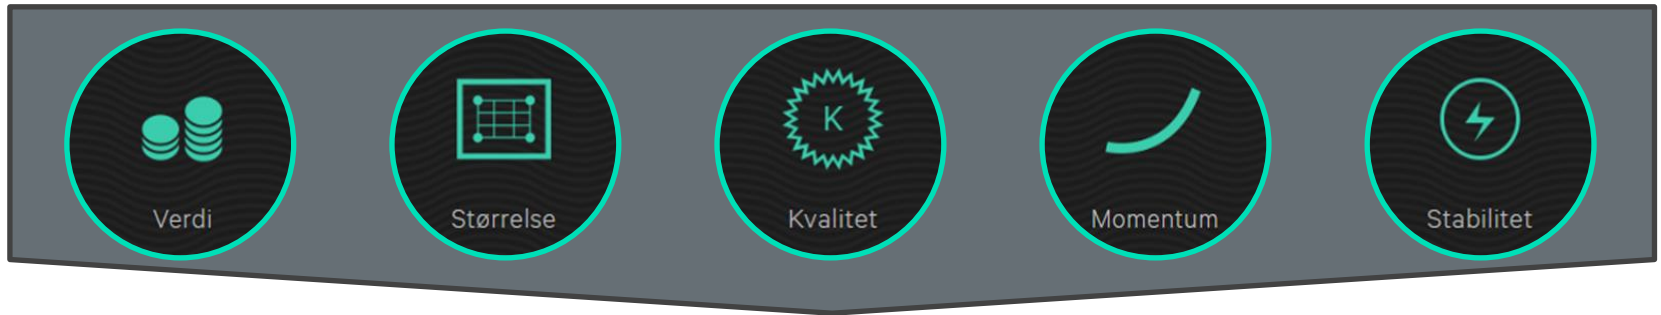 K
Verdi
Størrelse
Kvalitet
Momentum
Stabilitet